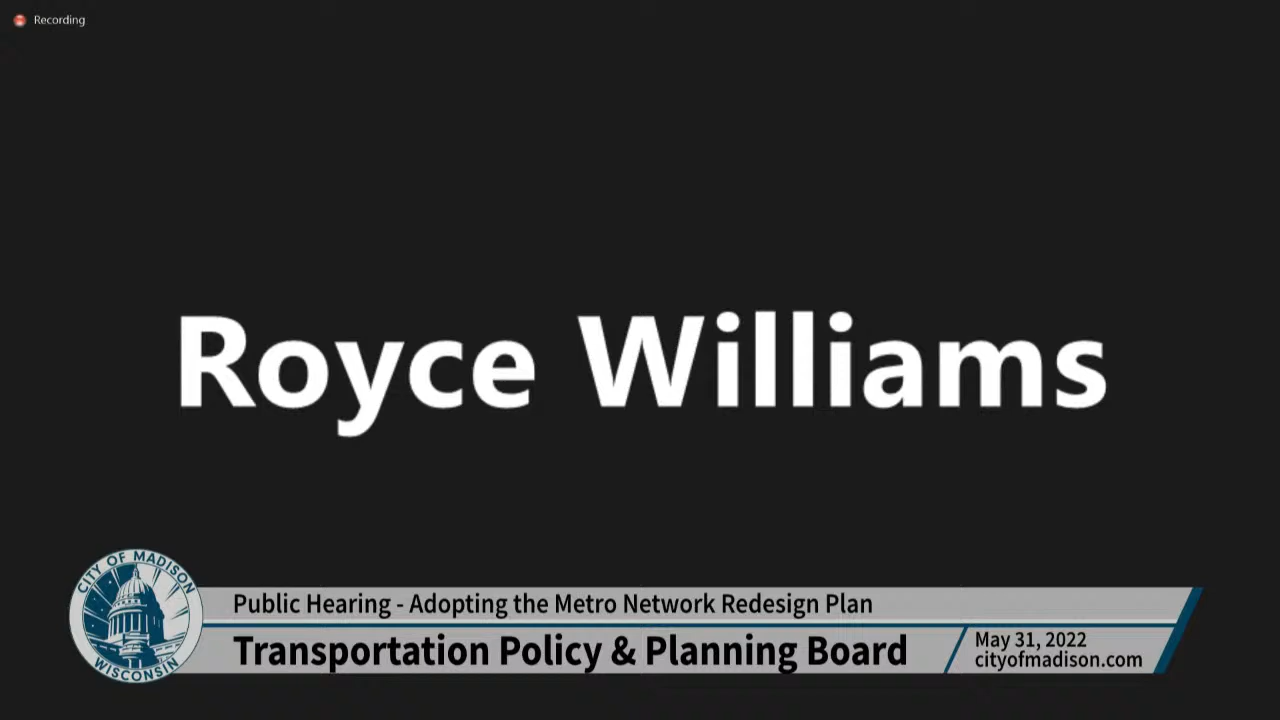 Recording
Royce Williams
CITY OF MADISON
WISCONSIN
Public Hearing - Adopting the Metro Network Redesign Plan
Transportation Policy & Planning Board
May 31, 2022
cityofmadison.com